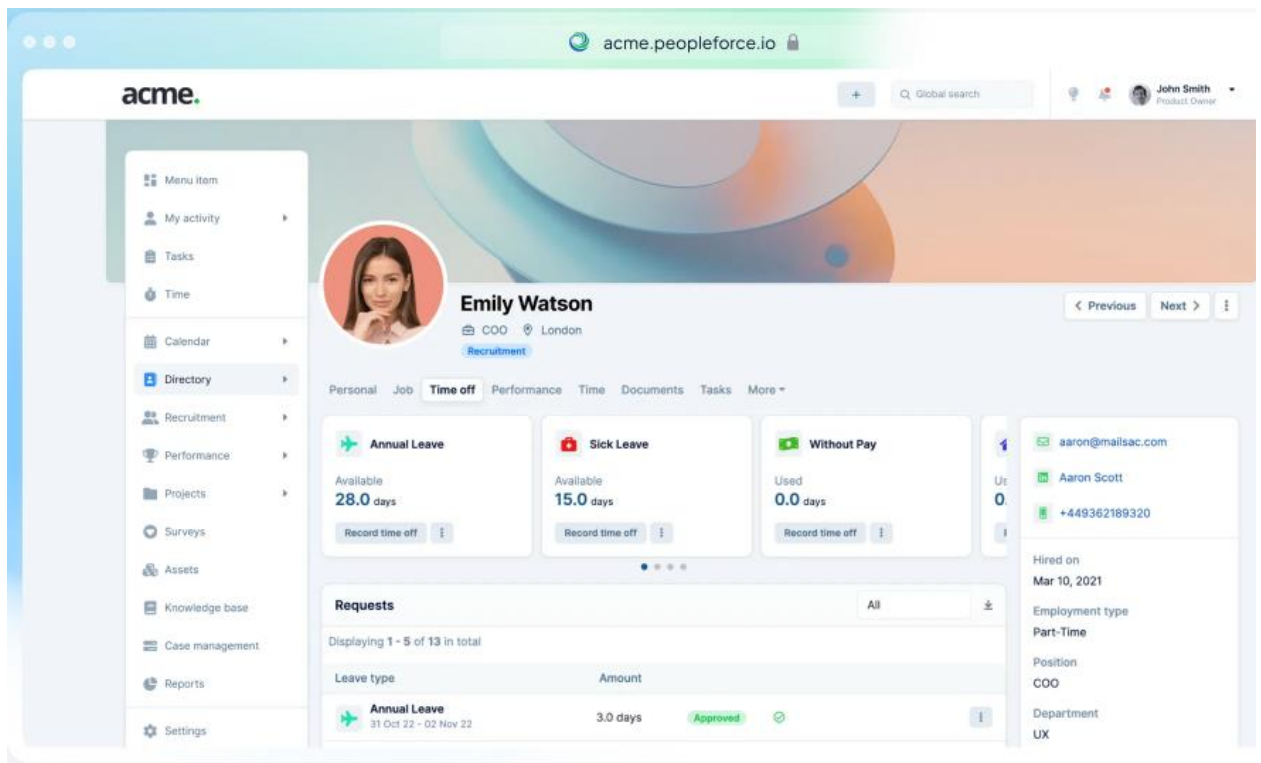 acme.peopleforce.io
acme.
+
Global search
John Smith
Product Owner
Menu item
My activity
Tasks
Time
Calendar
Directory
Recruitment
Performance
Projects
Surveys
Assets
Knowledge base
Case management
Reports
Settings
Emily Watson
COO London
Recruitment
< Previous Next >
Personal Job Time off Performance Time Documents Tasks More
Annual Leave
Available
28.0 days
Record time off
Sick Leave
Available
15.0 days
Record time off
Without Pay
Used
0.0 days
Record time off
0.
Requests
All
Displaying 1 - 5 of 13 in total
Leave type Amount
Annual Leave
31 Oct 22 - 02 Nov 22
3.0 days Approved
aaron@mailsac.com
Aaron Scott
+449362189320
Hired on
Mar 10, 2021
Employment type
Part-Time
Position
COO
Department
UX